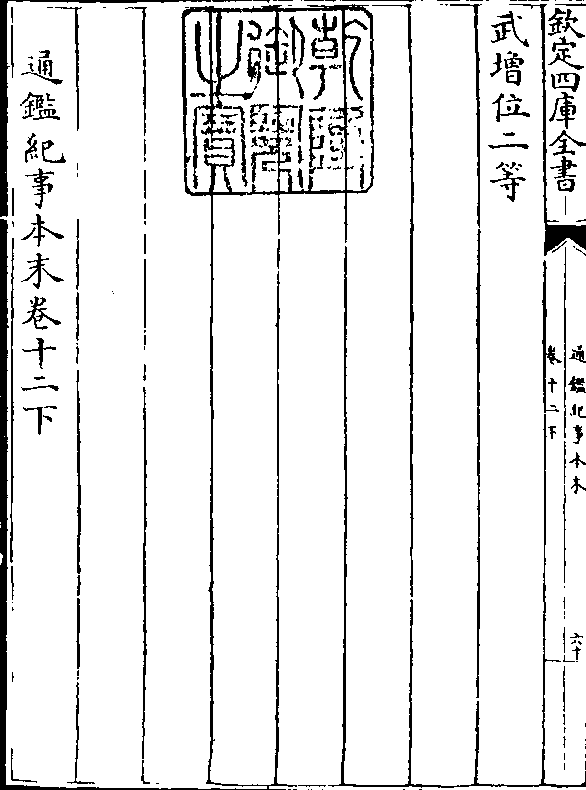 欽定四庫全書
通鑑紀事本末
卷十二下
六十
武增位二等
乾隆御覽之寶
通鑑紀事本末卷十二下